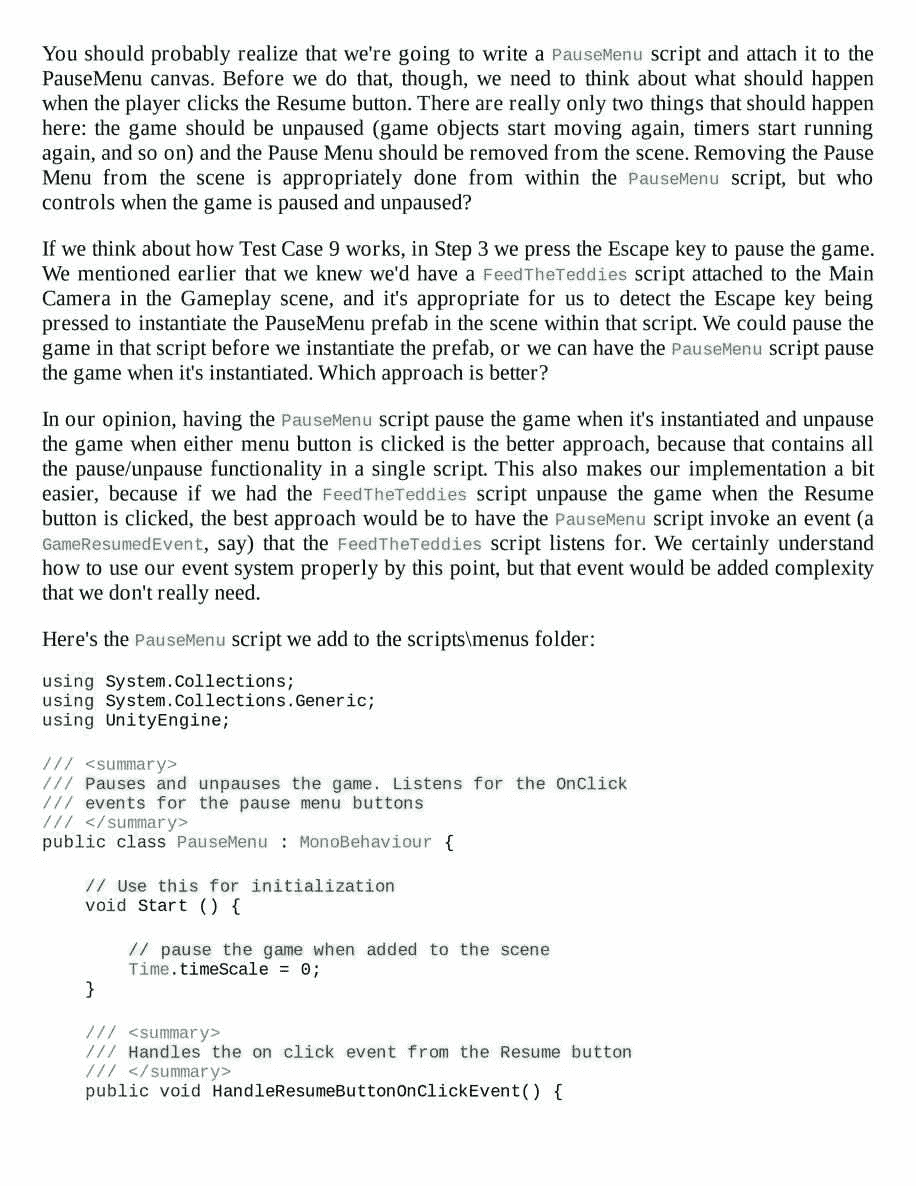 You should probably realize that we're going to write a PauseMenu script and attach it to the
PauseMenu canvas. Before we do that, though, we need to think about what should happen
when the player clicks the Resume button. There are really only two things that should happen
here: the game should be unpaused (game objects start moving again, timers start running
again, and so on) and the Pause Menu should be removed from the scene. Removing the Pause
Menu from the scene is appropriately done from within the PauseMenu script, but who
controls when the game is paused and unpaused?
If we think about how Test Case 9 works, in Step 3 we press the Escape key to pause the game.
We mentioned earlier that we knew we'd have a FeedTheTeddies script attached to the Main
Camera in the Gameplay scene, and it's appropriate for us to detect the Escape key being
pressed to instantiate the PauseMenu prefab in the scene within that script. We could pause the
game in that script before we instantiate the prefab, or we can have the PauseMenu script pause
the game when it's instantiated. Which approach is better?
In our opinion, having the PauseMenu script pause the game when it's instantiated and unpause
the game when either menu button is clicked is the better approach, because that contains all
the pause/unpause functionality in a single script. This also makes our implementation a bit
easier, because if we had the FeedTheTeddies script unpause the game when the Resume
button is clicked, the best approach would be to have the PauseMenu script invoke an event (a
GameResumedEvent, say) that the FeedTheTeddies script listens for. We certainly understand
how to use our event system properly by this point, but that event would be added complexity
that we don't really need.
Here's the PauseMenu script we add to the scripts\menus folder:
using System.Collections;
using System.Collections.Generic;
using UnityEngine;
/// <summary>
/// Pauses and unpauses the game. Listens for the OnClick
/// events for the pause menu buttons
/// </summary>
public class PauseMenu : MonoBehaviour {
    // Use this for initialization
    void Start () {
        // pause the game when added to the scene
        Time.timeScale = 0;
    }
    /// <summary>
    /// Handles the on click event from the Resume button
    /// </summary>
    public void HandleResumeButtonOnClickEvent() {